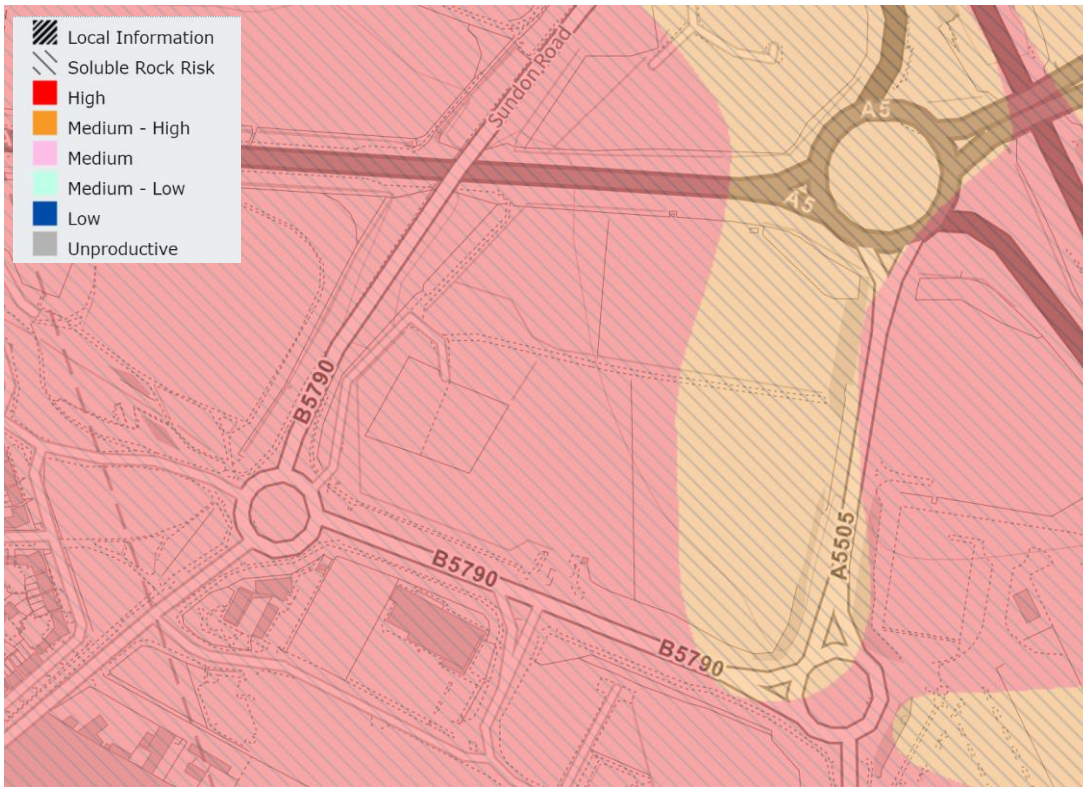 Local Information
Soluble Rock Risk
High
Medium - High
Medium
Medium - Low
Low
Unproductive
Sundon Road
A5
A5
B5790
A5505
B5790
B5790